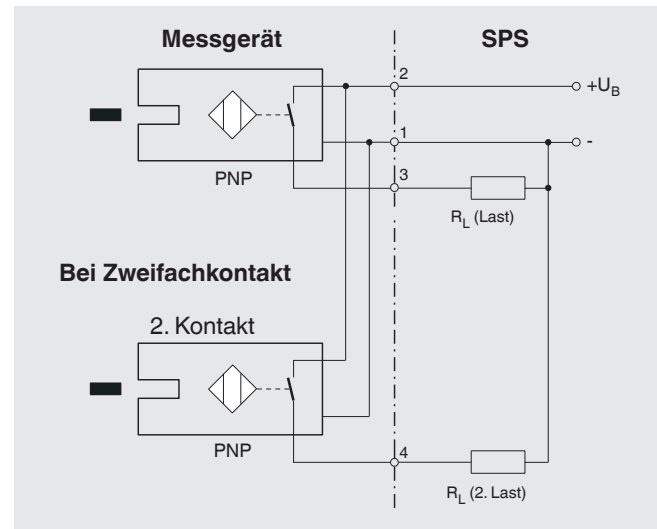 Messgerät
SPS
2
+U_B
1
-
3
PNP
R_L (Last)
Bei Zweifachkontakt
2. Kontakt
PNP
4
R_L (2. Last)